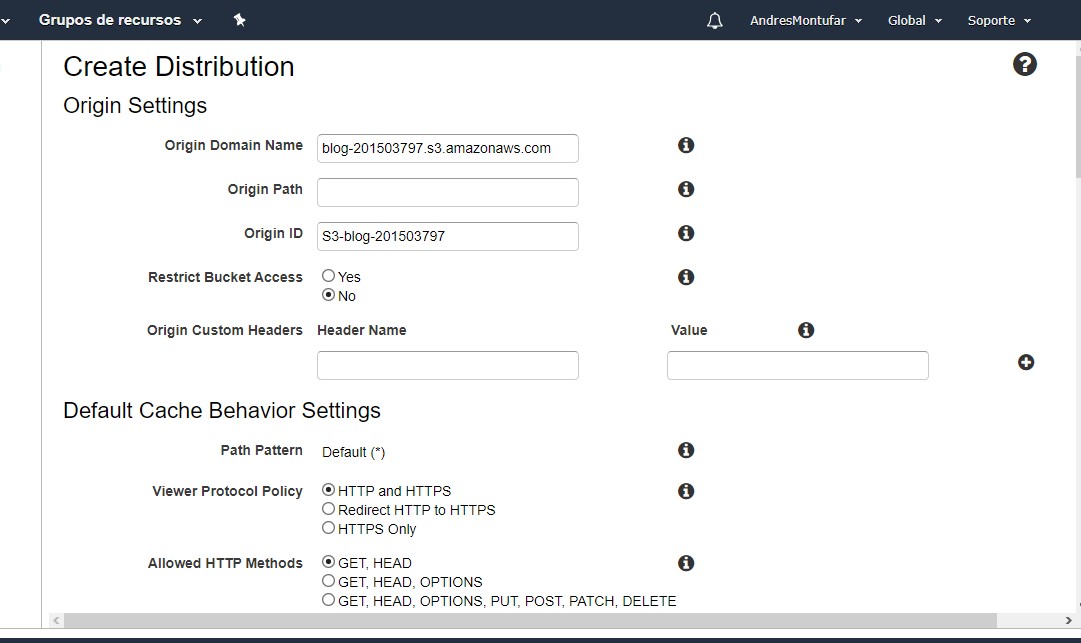 Grupos de recursos AndresMontufar Global Soporte
Create Distribution
Origin Settings
Origin Domain Name blog-201503797.s3.amazonaws.com
Origin Path
Origin ID S3-blog-201503797
Restrict Bucket Access Yes
No
Origin Custom Headers Header Name Value
Default Cache Behavior Settings
Path Pattern Default (*)
Viewer Protocol Policy HTTP and HTTPS
Redirect HTTP to HTTPS
HTTPS Only
Allowed HTTP Methods GET, HEAD
GET, HEAD, OPTIONS
GET, HEAD, OPTIONS, PUT, POST, PATCH, DELETE